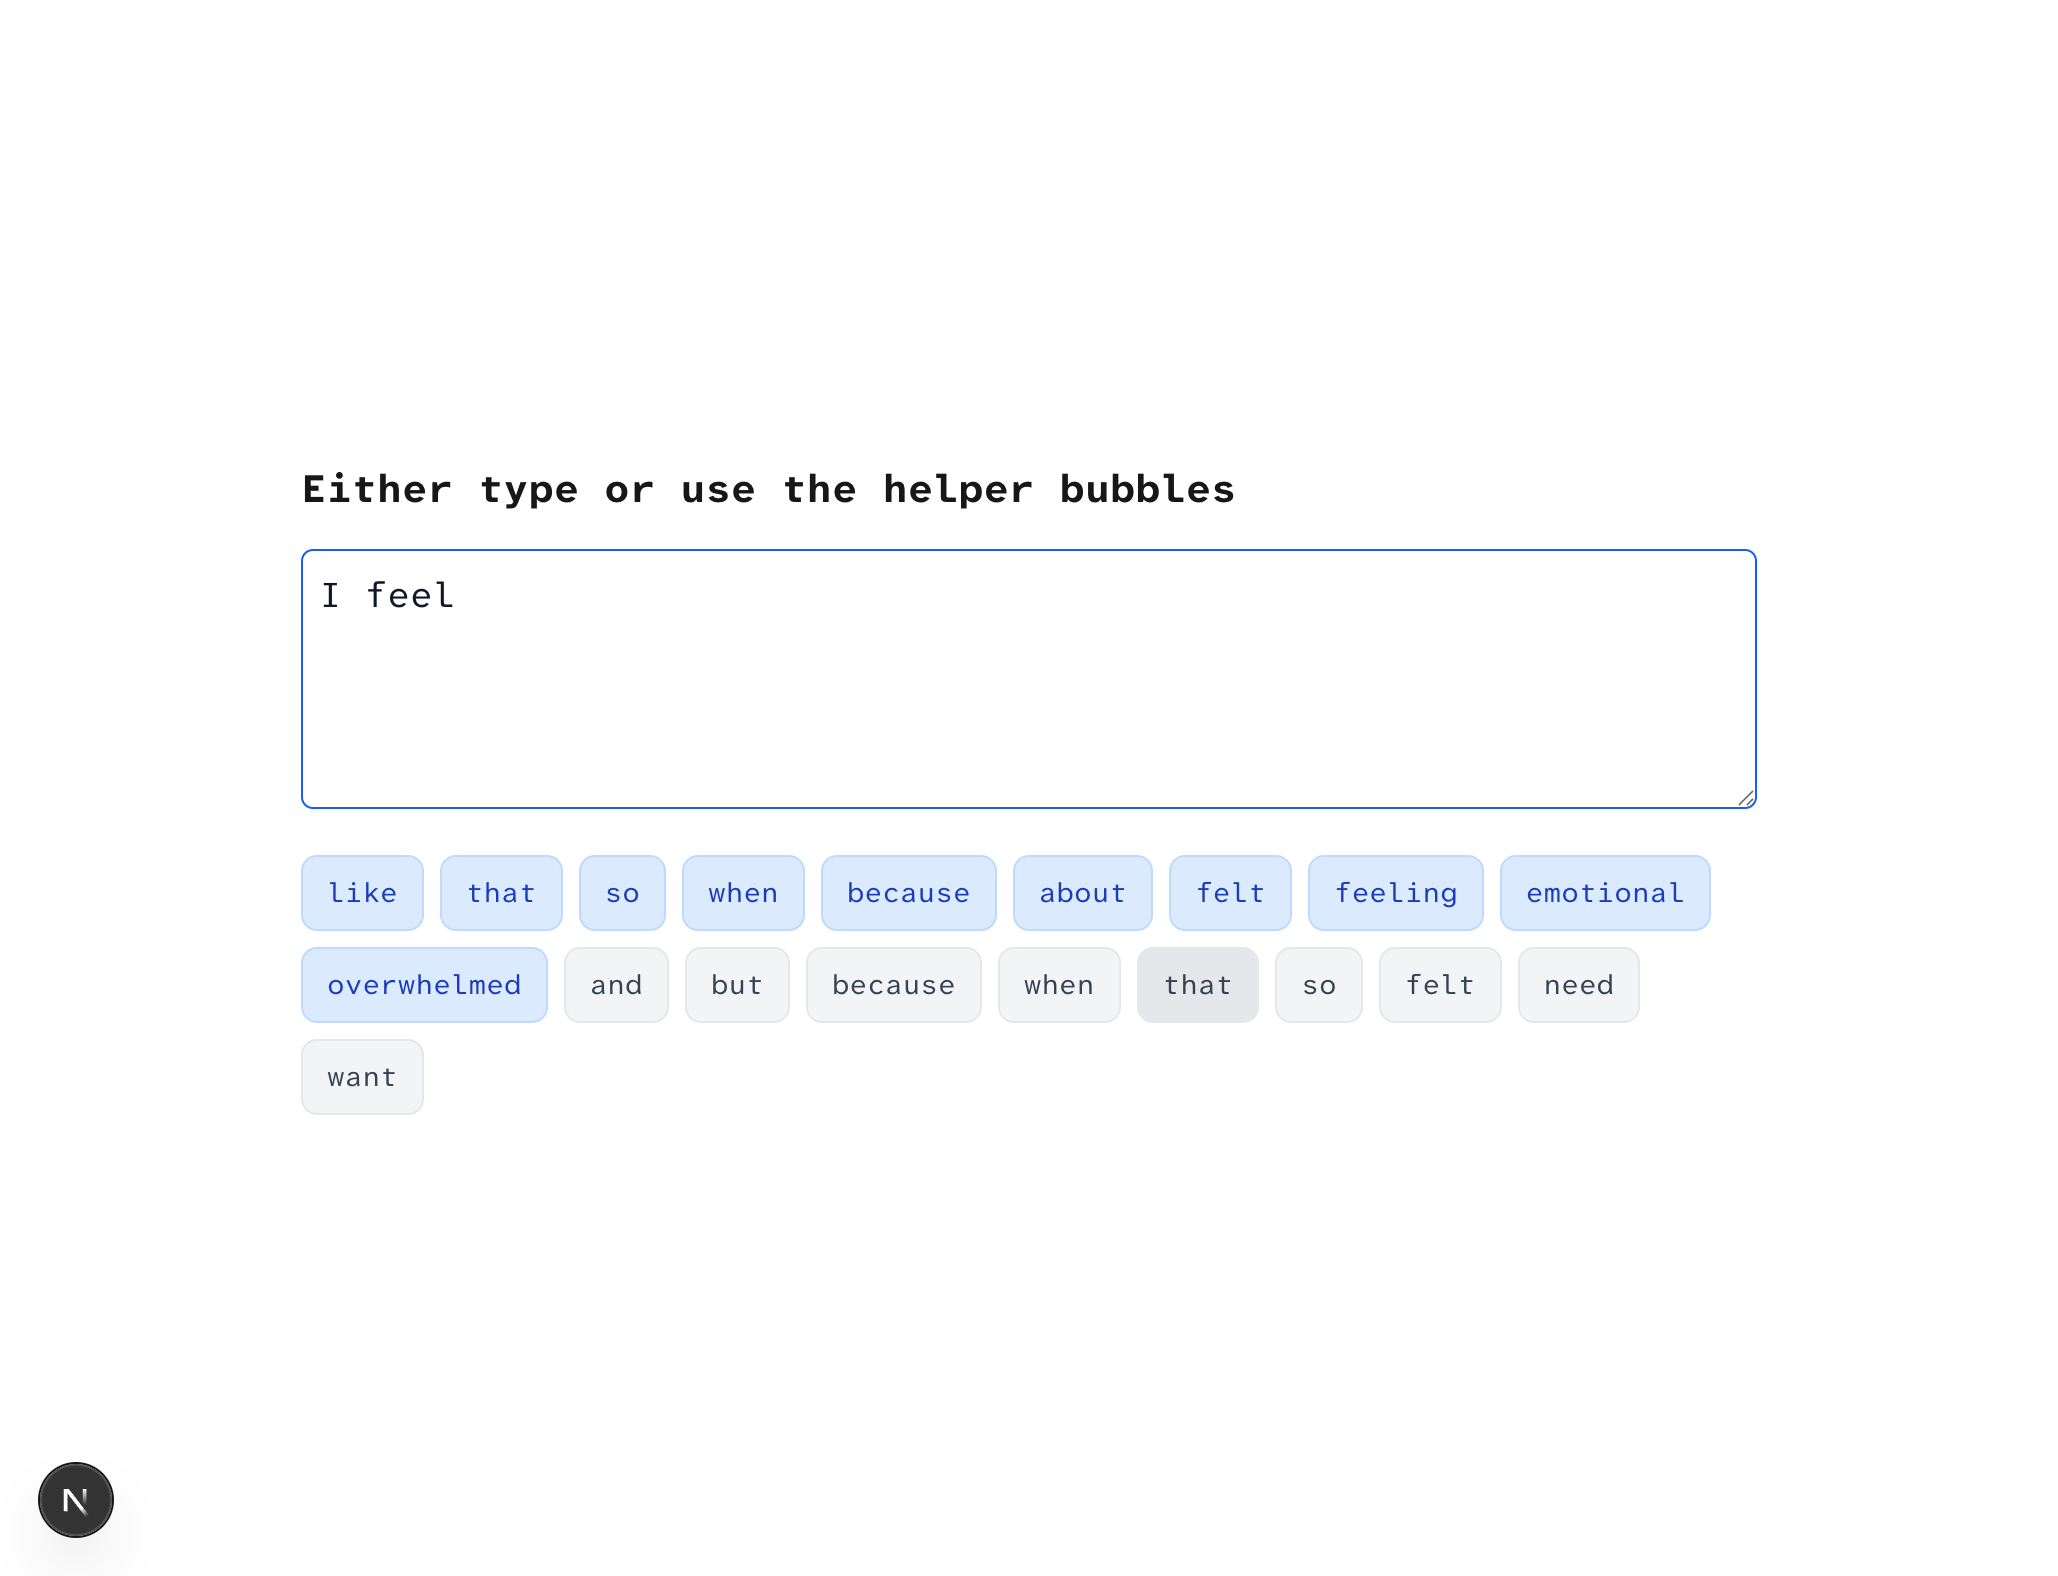 Either type or use the helper bubbles
I feel
like that so when because about felt feeling emotional
overwhelmed and but because when that so felt need
want
N